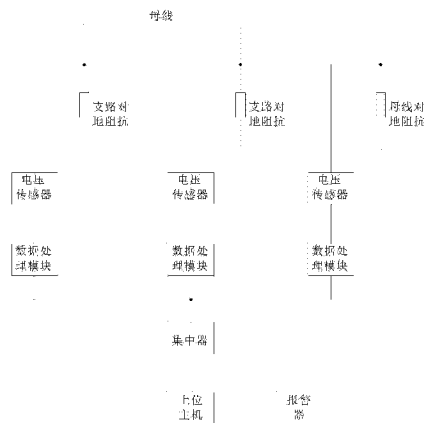 母线
支路对
地阻抗
支路对
地阻抗
母线对
地阻抗
电压
传感器
电压
传感器
电压
传感器
数据处
理模块
数据处
理模块
数据处
理模块
集中器
上位
主机
报警
器